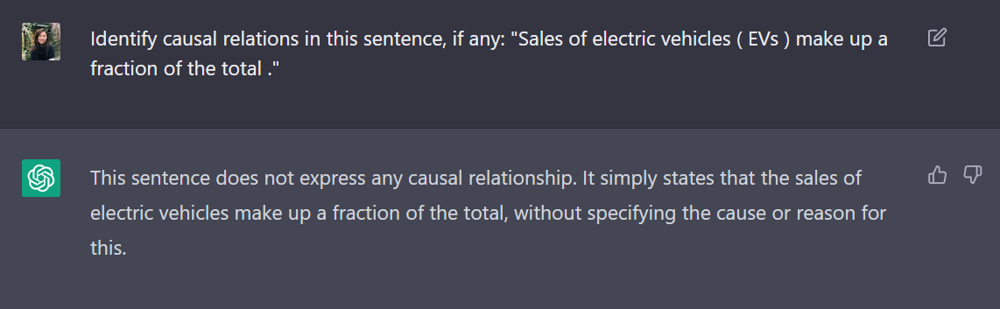 Identify causal relations in this sentence, if any: "Sales of electric vehicles ( EVs ) make up a
fraction of the total ."
This sentence does not express any causal relationship. It simply states that the sales of
electric vehicles make up a fraction of the total, without specifying the cause or reason for
this.